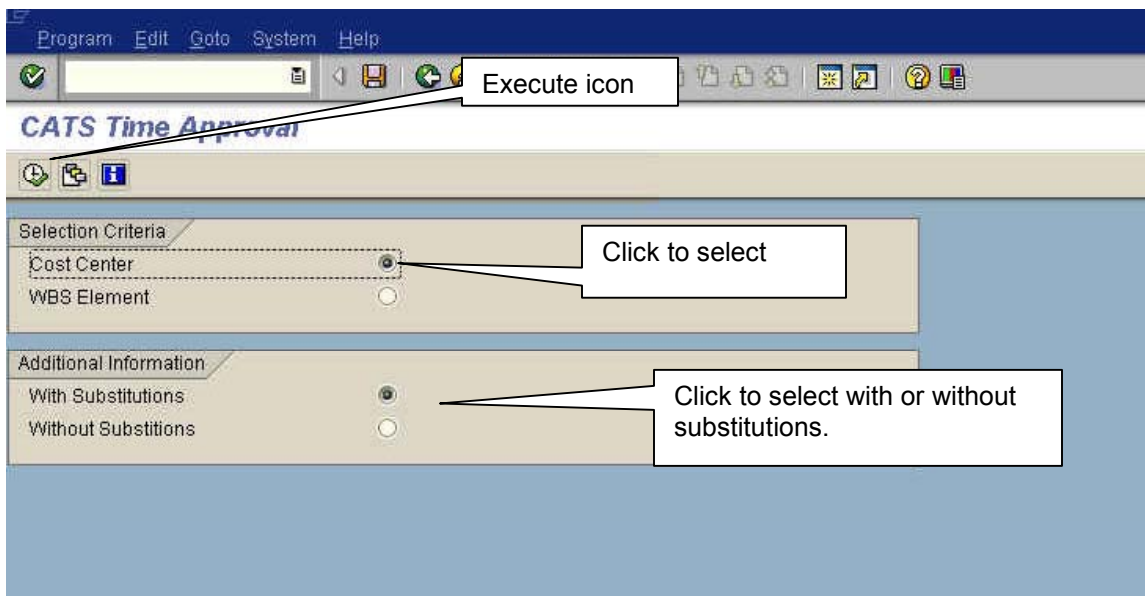 Program Edit Goto System Help
Execute icon
CATS Time Approval
Selection Criteria
Cost Center
Click to select
WBS Element
Additional Information
With Substitutions
Click to select with or without
substitutions.
Without Substitions